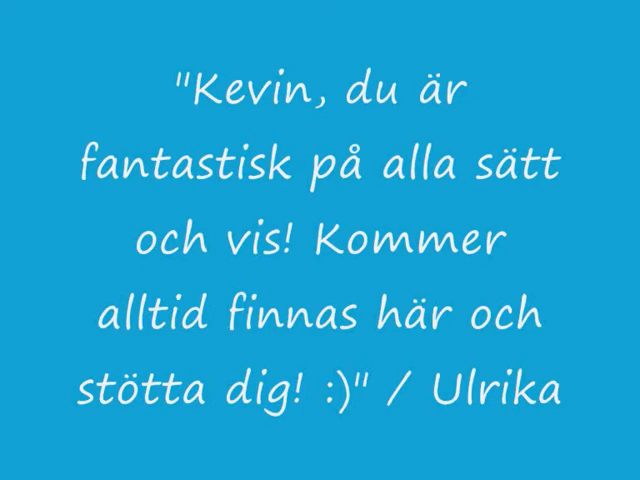 "Kevin, du är
fantastisk på alla sätt
och vis! Kommer
alltid finnas här och
stötta dig! :)" / Ulrika